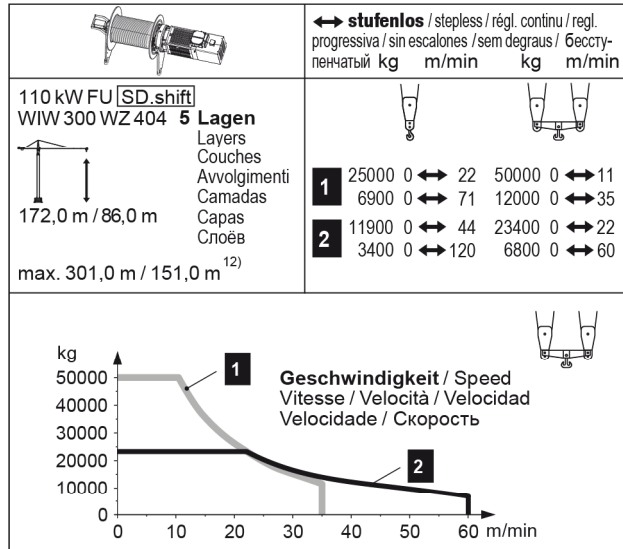 ↔ stufenlos / stepless / régl. continu / regl.
progressiva / sin escalones / sem degraus / бессту-
пенчатый kg m/min kg m/min
110 kW FU SD.shift
WIW 300 WZ 404 5 Lagen
Layers
Couches
Avvolgimenti
Camadas
Capas
Слоёв
172,0 m / 86,0 m
max. 301,0 m / 151,0 m 12)
1 25000 0 ↔ 22 50000 0 ↔ 11
6900 0 ↔ 71 12000 0 ↔ 35
2 11900 0 ↔ 44 23400 0 ↔ 22
3400 0 ↔ 120 6800 0 ↔ 60
kg
50000
40000
30000
20000
10000
0
1
2
Geschwindigkeit / Speed
Vitesse / Velocità / Velocidad
Velocidade / Скорость
0 10 20 30 40 50 60 m/min